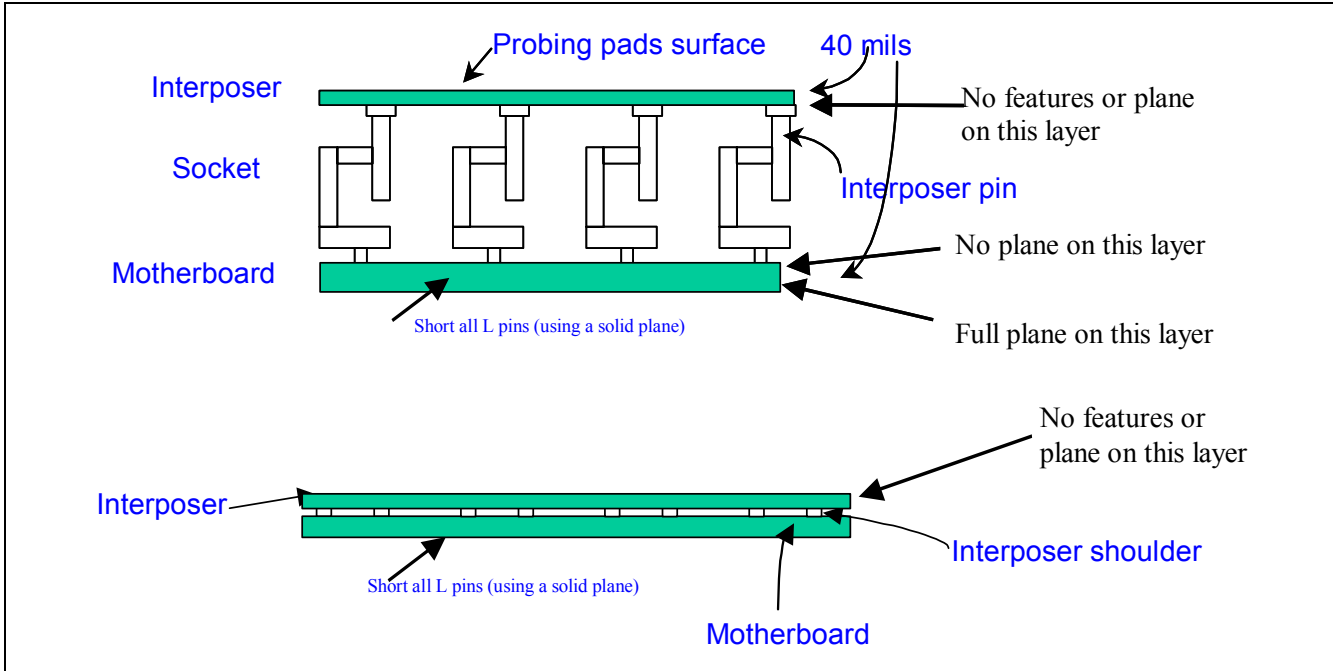 Probing pads surface
40 mils
Interposer
No features or plane
on this layer
Socket
Interposer pin
No plane on this layer
Motherboard
Short all L pins (using a solid plane)
Full plane on this layer
No features or
plane on this layer
Interposer
Interposer shoulder
Short all L pins (using a solid plane)
Motherboard